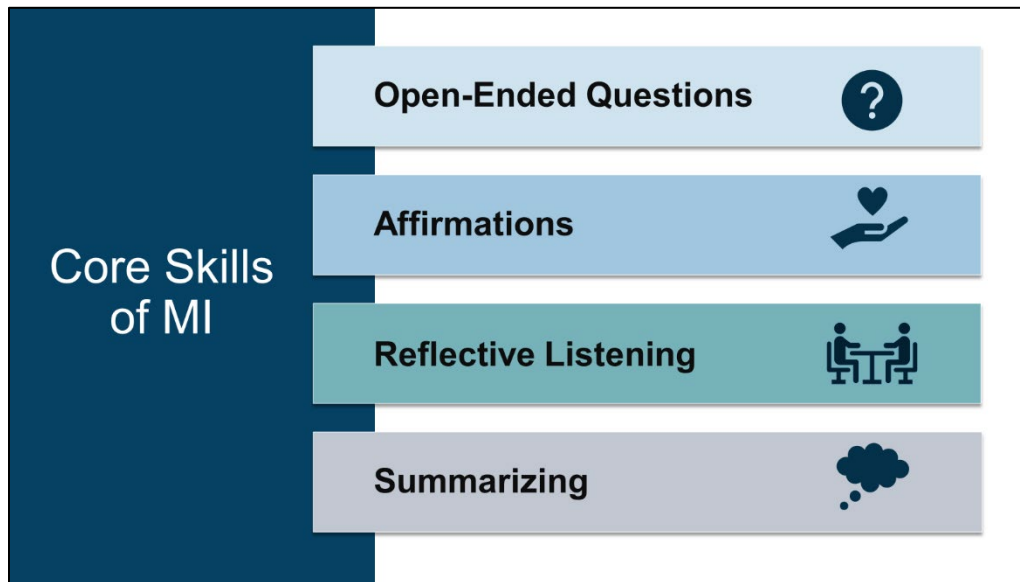 Core Skills
of MI
Open-Ended Questions
?
Affirmations
Reflective Listening
Summarizing